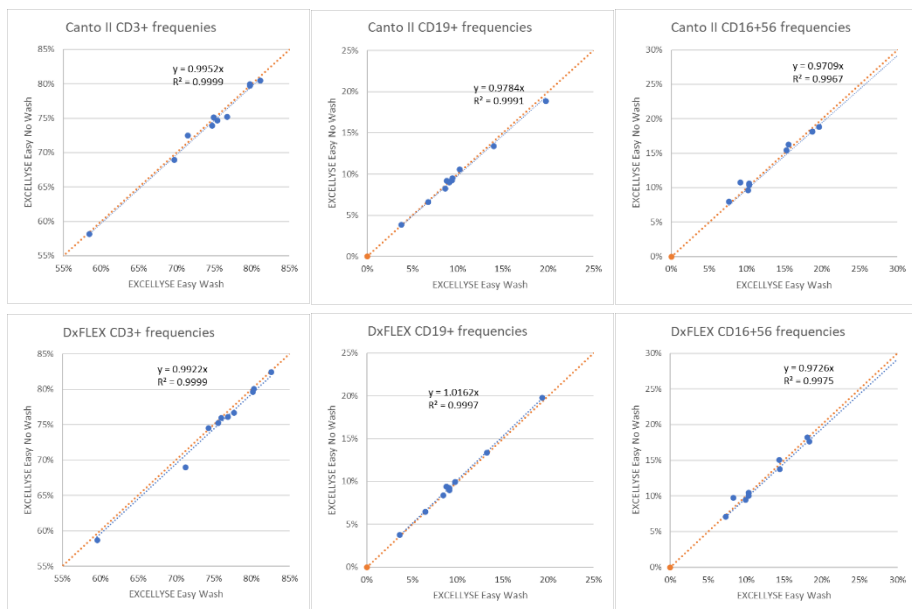 Canto II CD3+ frequenies
85%
80%
75%
70%
65%
60%
55%
55%
60%
65%
70%
75%
80%
85%
y = 0.9952x
R² = 0.9999
EXCELLYSE Easy No Wash
EXCELLYSE Easy Wash
Canto II CD19+ frequencies
25%
20%
15%
10%
5%
0%
0%
5%
10%
15%
20%
25%
y = 0.9784x
R² = 0.9991
EXCELLYSE Easy No Wash
EXCELLYSE Easy Wash
Canto II CD16+56 frequencies
30%
25%
20%
15%
10%
5%
0%
0%
5%
10%
15%
20%
25%
30%
y = 0.9709x
R² = 0.9967
EXCELLYSE Easy No Wash
EXCELLYSE Easy Wash
DxFLEX CD3+ frequencies
85%
80%
75%
70%
65%
60%
55%
55%
60%
65%
70%
75%
80%
85%
y = 0.9922x
R² = 0.9999
EXCELLYSE Easy No Wash
EXCELLYSE Easy Wash
DxFLEX CD19+ frequencies
25%
20%
15%
10%
5%
0%
0%
5%
10%
15%
20%
25%
y = 1.0162x
R² = 0.9997
EXCELLYSE Easy No Wash
EXCELLYSE Easy Wash
DxFLEX CD16+56 frequencies
30%
25%
20%
15%
10%
5%
0%
0%
5%
10%
15%
20%
25%
30%
y = 0.9726x
R² = 0.9975
EXCELLYSE Easy No Wash
EXCELLYSE Easy Wash